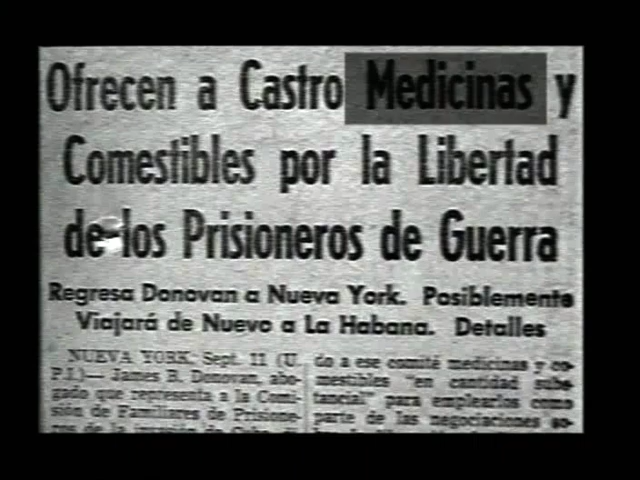 Ofrecen a Castro Medicinas y
Comestibles por la Libertad
de los Prisioneros de Guerra
Regresa Donovan a Nueva York. Posiblemente
Viajará de Nuevo a La Habana. Detalles
NUEVA YORK, Sept. 11 (U.
P.I.)— James B. Donovan, abo-
gado que representa a la Comi-
sión de Familiares de Prisione-
do a ese comité medicinas y co-
mestibles "en cantidad subs-
tancial" para emplearlos como
parte de las negociaciones